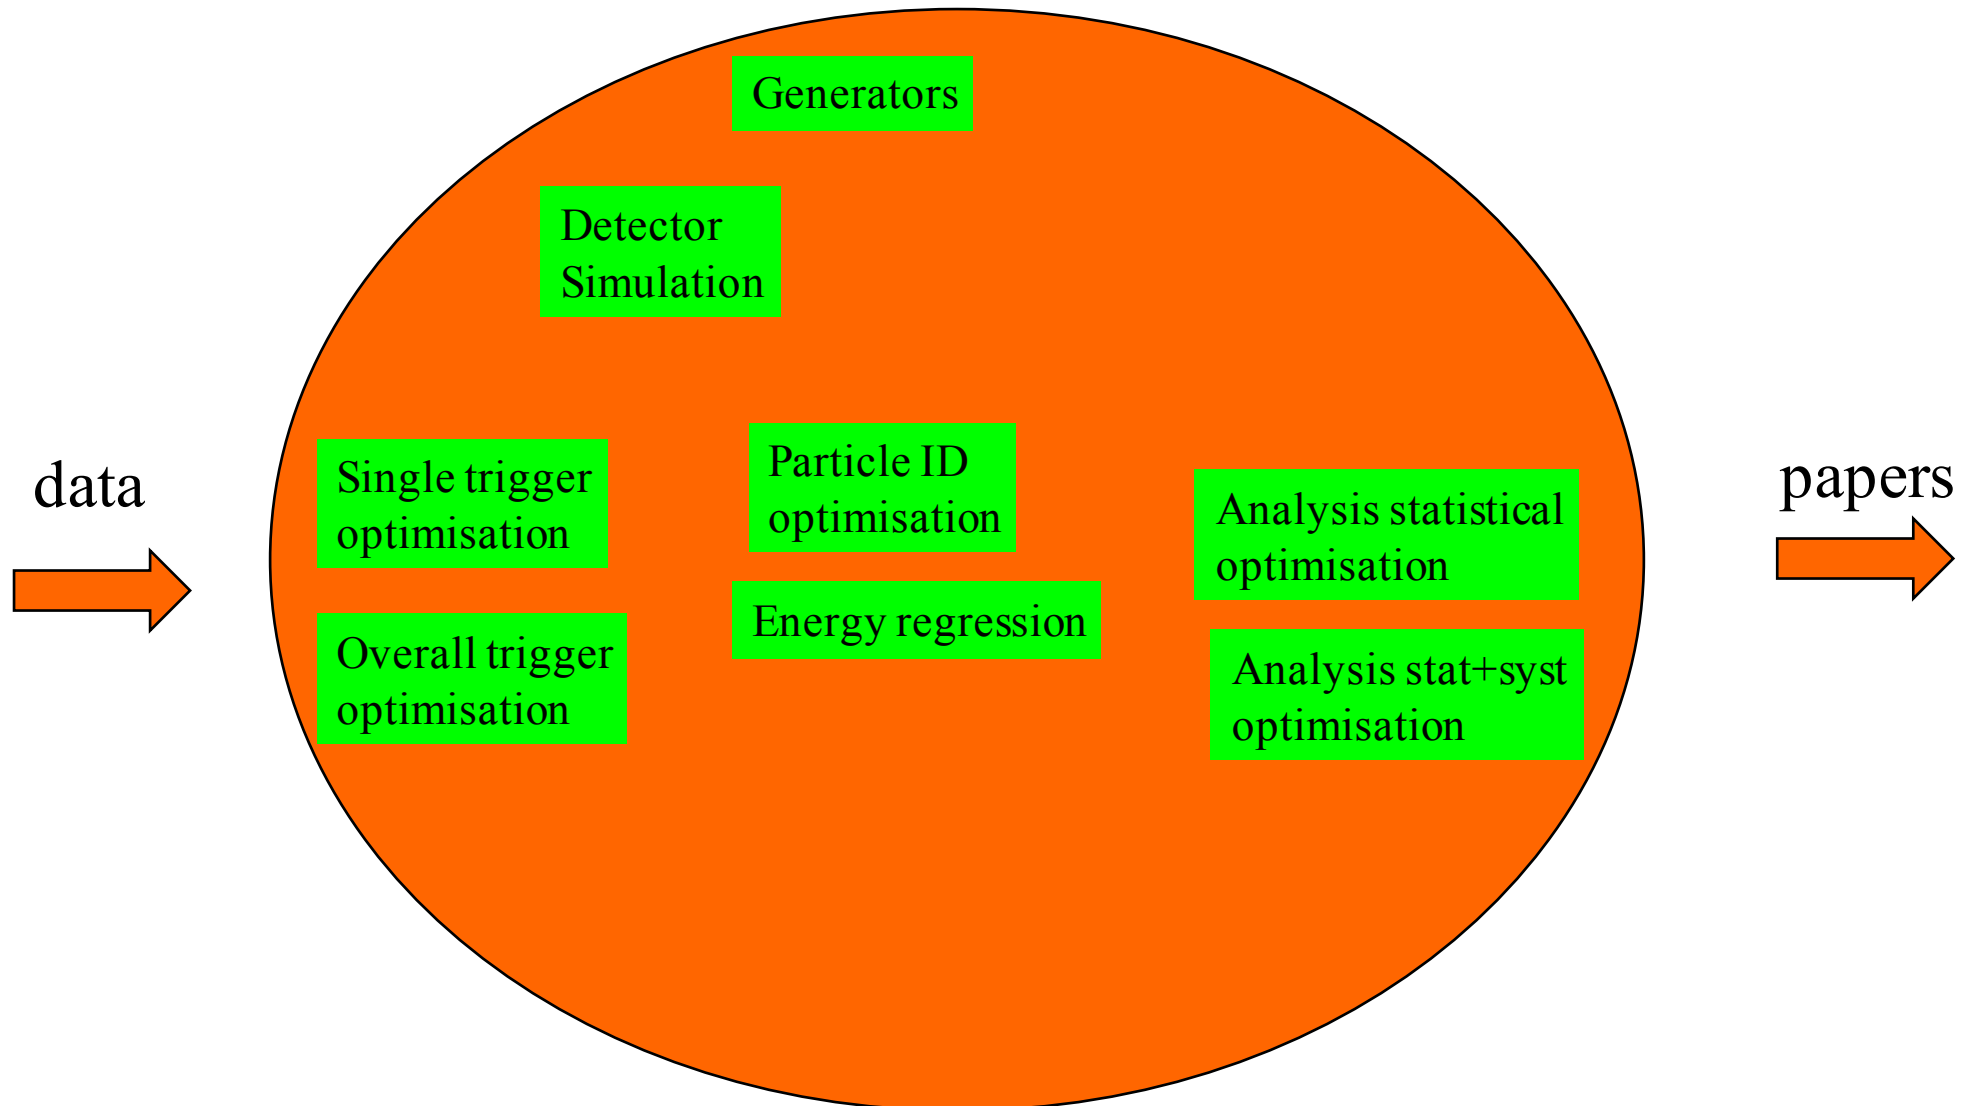 Generators
Detector
Simulation
data
Single trigger
optimisation
Overall trigger
optimisation
Particle ID
optimisation
Energy regression
Analysis statistical
optimisation
Analysis stat+syst
optimisation
papers